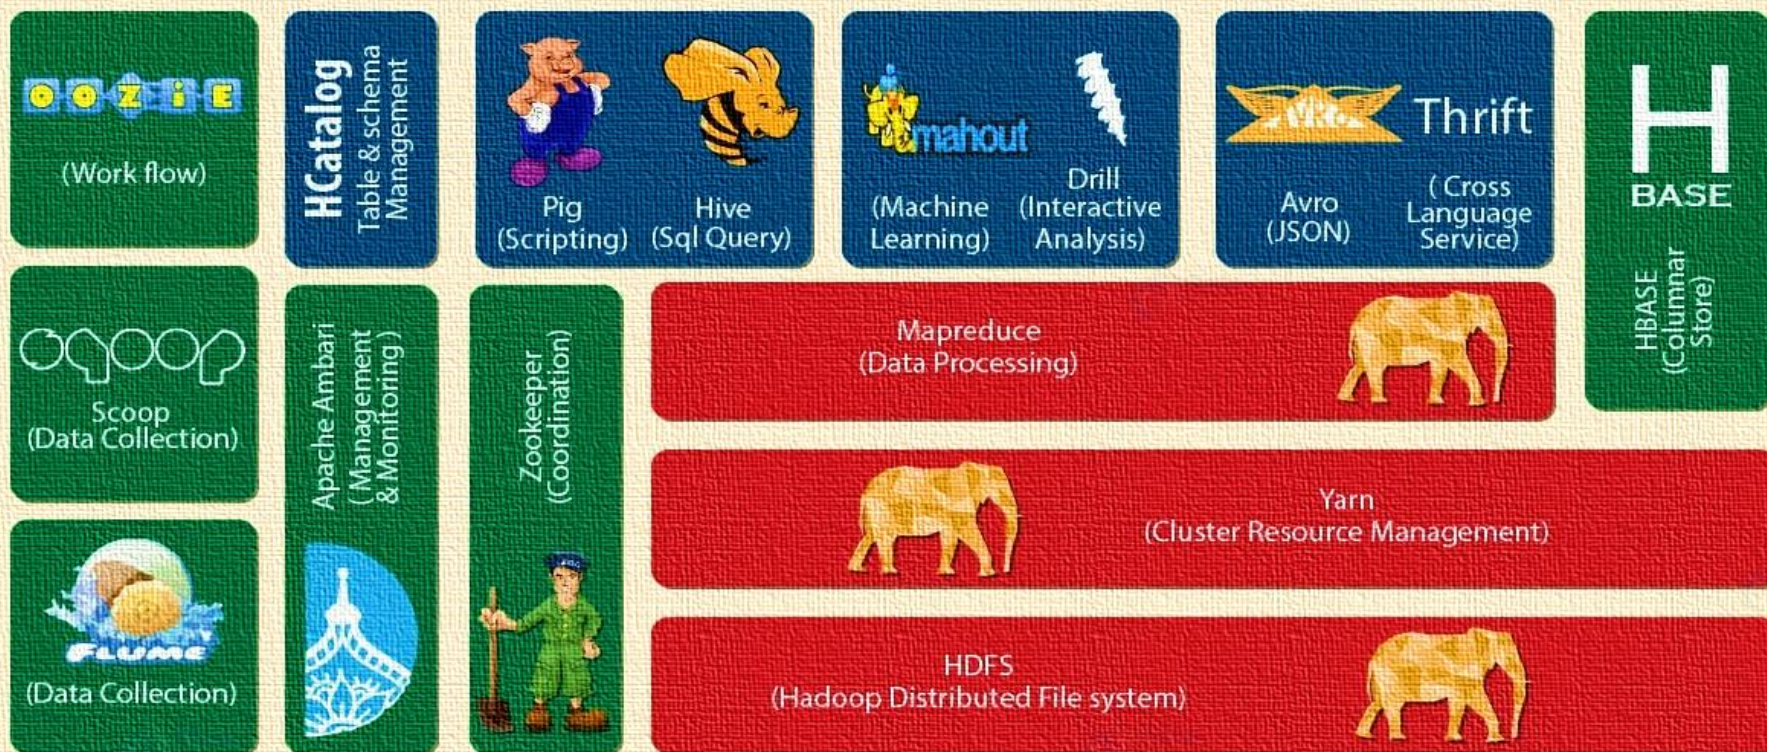 OOZiE
(Work flow)
HCatalog
Table & schema
Management
Pig
(Scripting)
Hive
(Sql Query)
mahout
(Machine
Learning)
Drill
(Interactive
Analysis)
AVRO
Avro
(JSON)
Thrift
( Cross
Language
Service)
H
BASE
HBASE
(Columnar
Store)
sqoop
Scoop
(Data Collection)
Apache Ambari
(Management
& Monitoring)
Zookeeper
(Coordination)
Mapreduce
(Data Processing)
Yarn
(Cluster Resource Management)
FLUME
(Data Collection)
HDFS
(Hadoop Distributed File system)